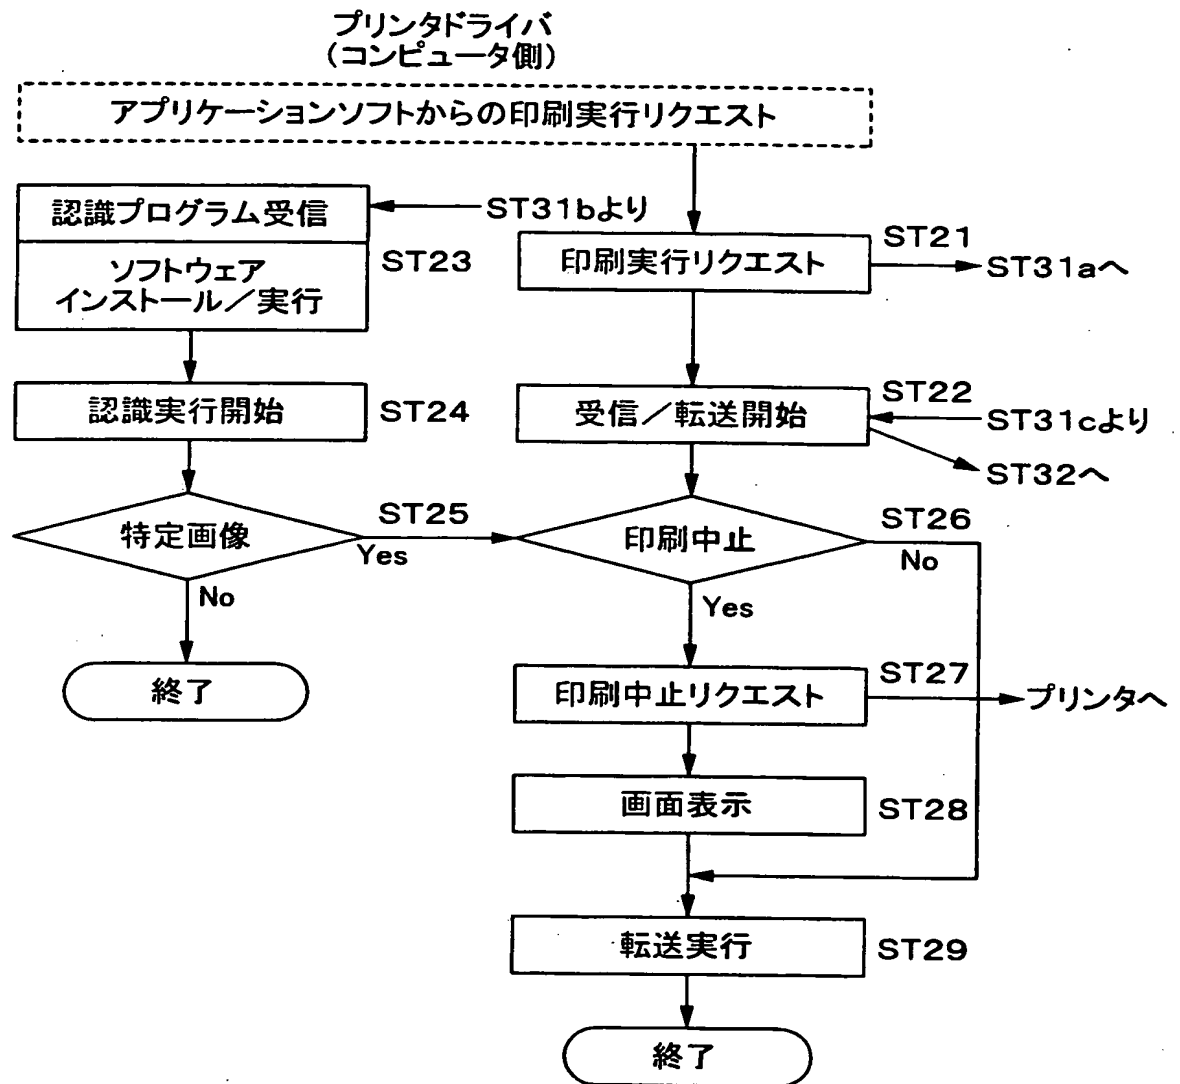 プリンタドライバ
（コンピュータ側）
アプリケーションソフトからの印刷実行リクエスト
認識プログラム受信
ST31bより
ソフトウェア
インストール／実行
ST23
印刷実行リクエスト
ST21
ST31aへ
認識実行開始
ST24
受信／転送開始
ST22
ST31cより
ST32へ
特定画像
ST25
Yes
No
終了
印刷中止
ST26
No
Yes
印刷中止リクエスト
ST27
プリンタへ
画面表示
ST28
転送実行
ST29
終了